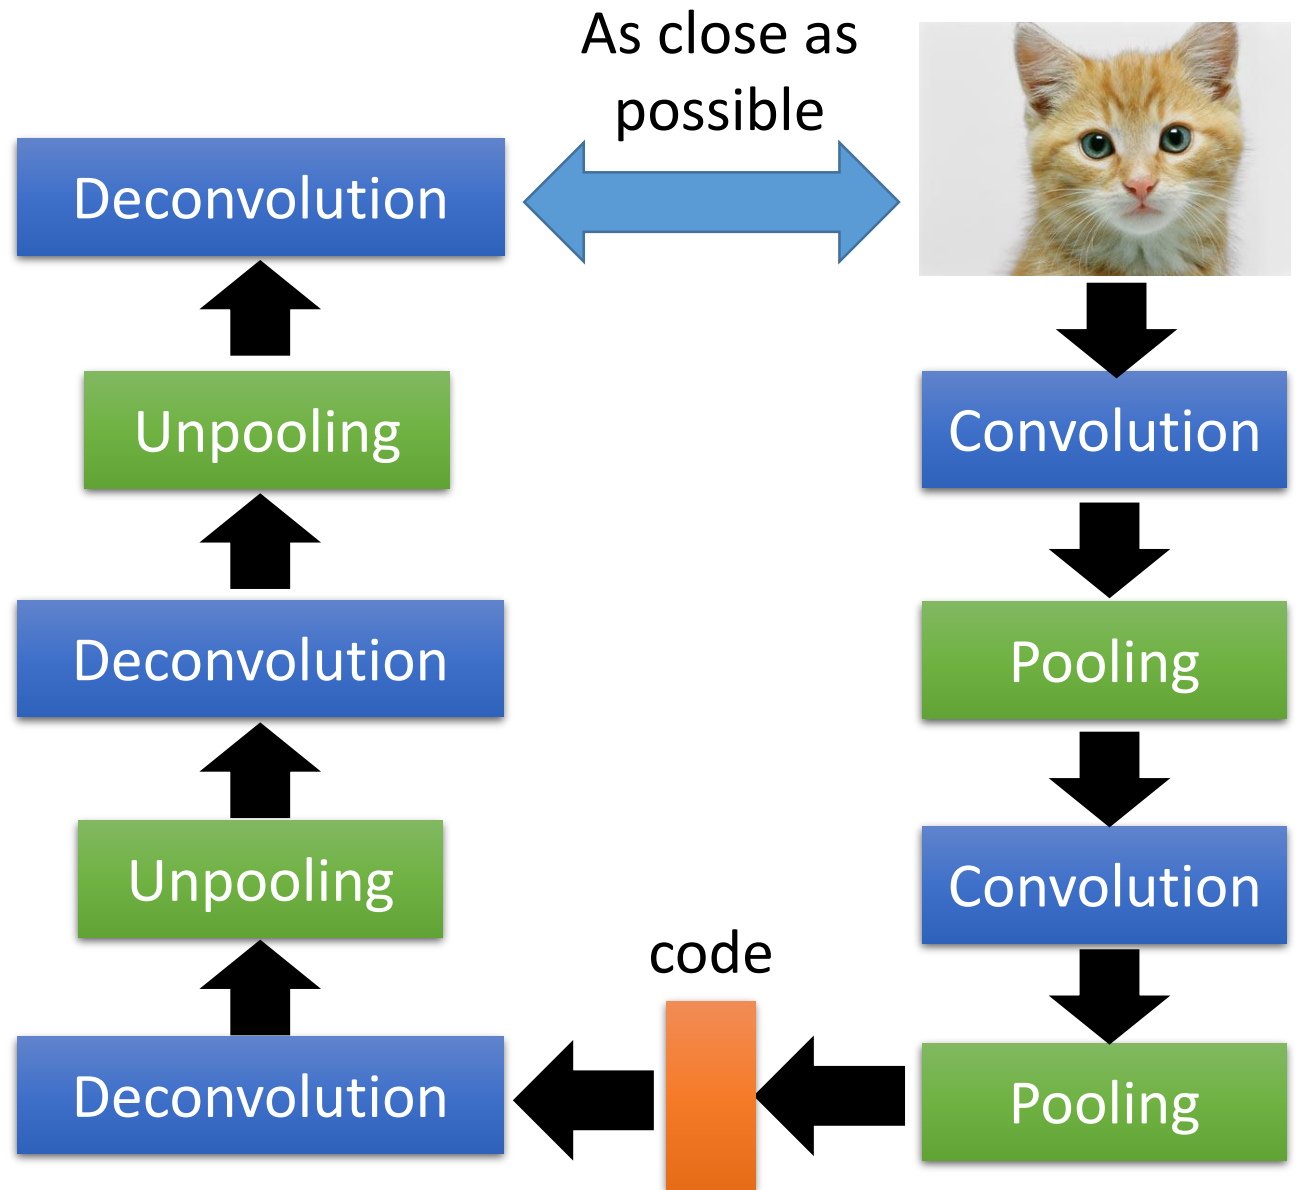 As close as
possible
Deconvolution
Unpooling
Convolution
Deconvolution
Pooling
Unpooling
Convolution
code
Deconvolution
Pooling